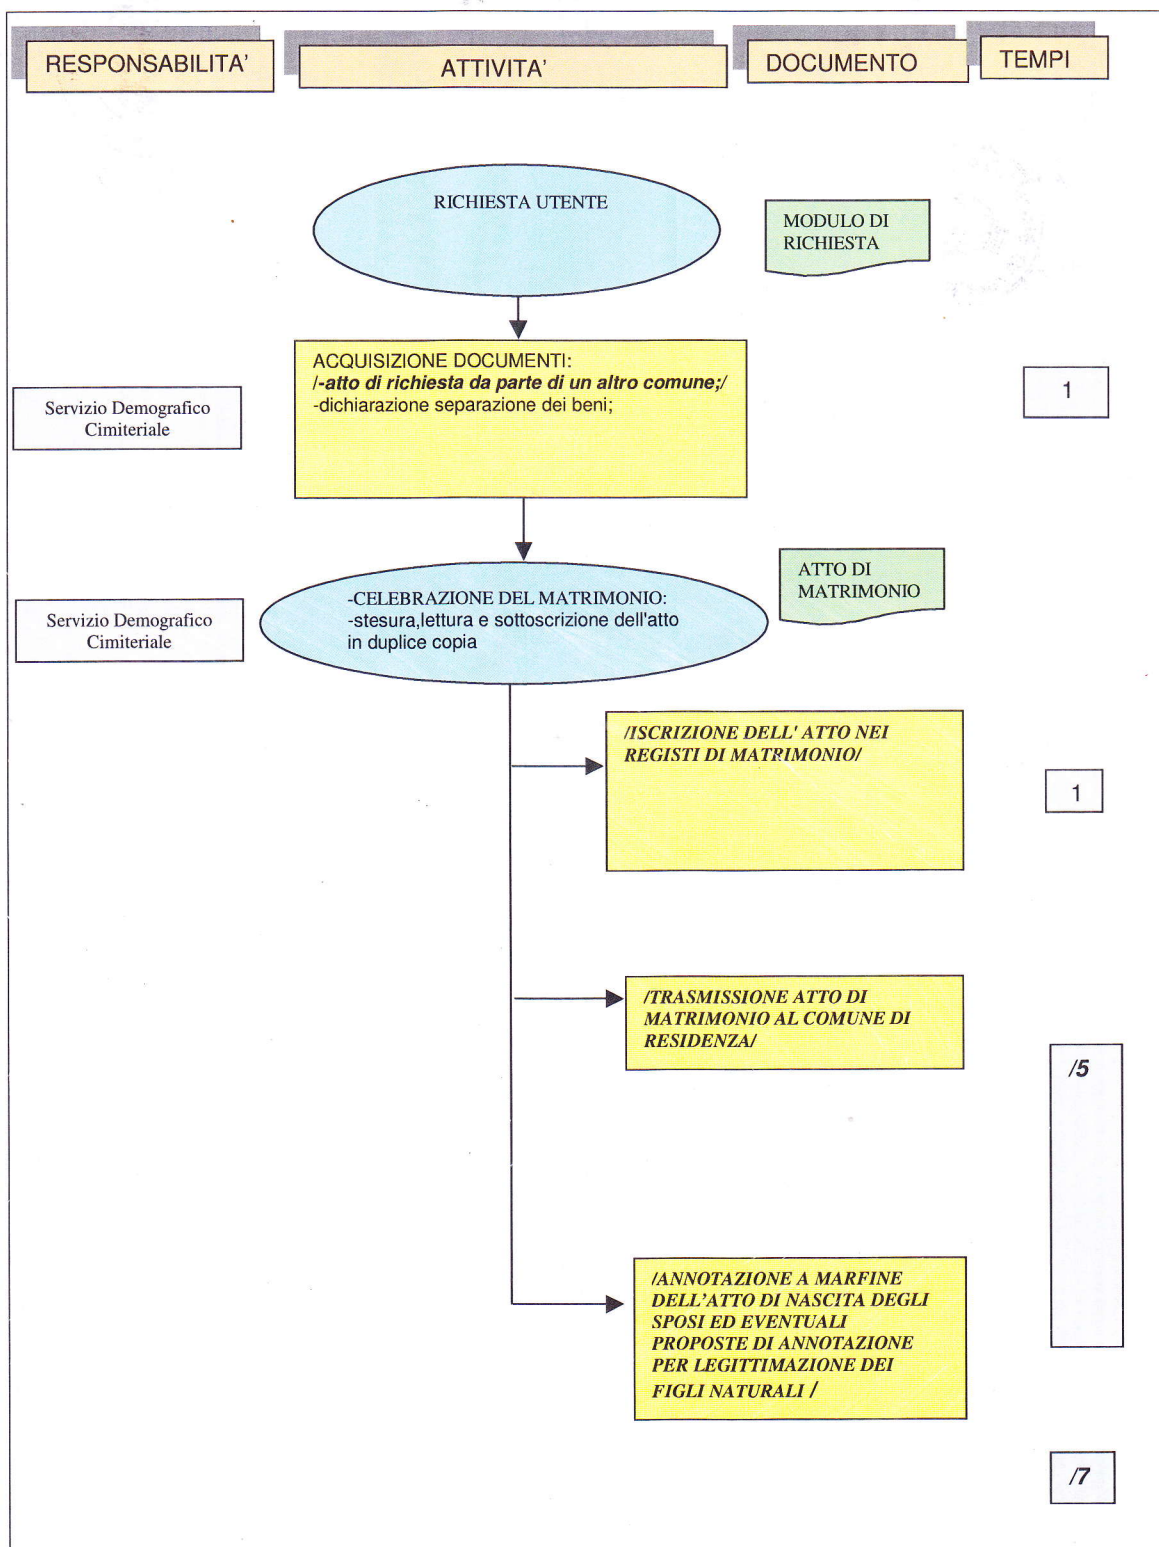 RESPONSABILITA'
ATTIVITA'
DOCUMENTO
TEMPI
RICHIESTA UTENTE
MODULO DI
RICHIESTA
ACQUISIZIONE DOCUMENTI:
/-atto di richiesta da parte di un altro comune;/
-dichiarazione separazione dei beni;
Servizio Demografico
Cimiteriale
1
ATTO DI
MATRIMONIO
-CELEBRAZIONE DEL MATRIMONIO:
-stesura,lettura e sottoscrizione dell'atto
in duplice copia
Servizio Demografico
Cimiteriale
/ISCRIZIONE DELL' ATTO NEI
REGISTI DI MATRIMONIO/
1
/TRASMISSIONE ATTO DI
MATRIMONIO AL COMUNE DI
RESIDENZA/
/5
/ANNOTAZIONE A MARFINE
DELL'ATTO DI NASCITA DEGLI
SPOSI ED EVENTUALI
PROPOSTE DI ANNOTAZIONE
PER LEGITTIMAZIONE DEI
FIGLI NATURALI /
/7